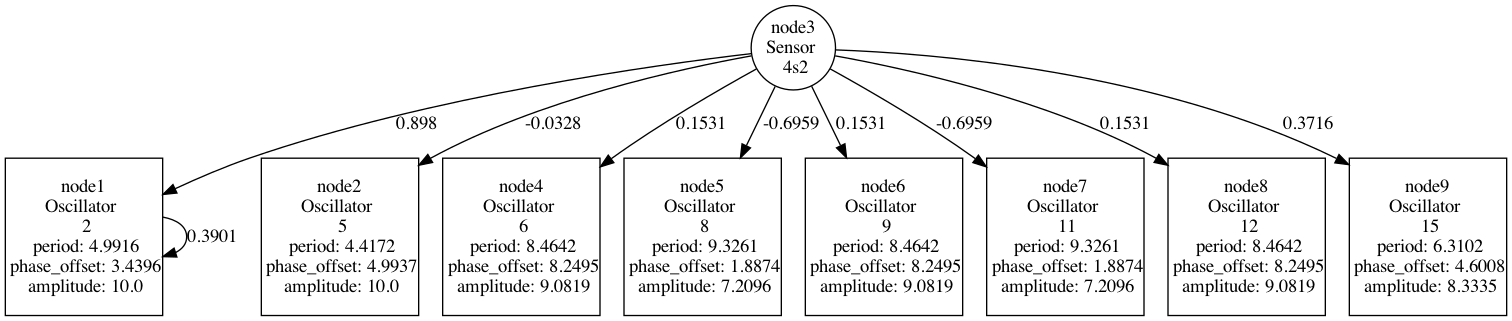 node3
Sensor
4s2
0.898
-0.0328
0.1531
-0.6959
0.1531
-0.6959
0.1531
0.3716
node1
Oscillator
2
period: 4.9916
phase_offset: 3.4396
amplitude: 10.0
0.3901
node2
Oscillator
5
period: 4.4172
phase_offset: 4.9937
amplitude: 10.0
node4
Oscillator
6
period: 8.4642
phase_offset: 8.2495
amplitude: 9.0819
node5
Oscillator
8
period: 9.3261
phase_offset: 1.8874
amplitude: 7.2096
node6
Oscillator
9
period: 8.4642
phase_offset: 8.2495
amplitude: 9.0819
node7
Oscillator
11
period: 9.3261
phase_offset: 1.8874
amplitude: 7.2096
node8
Oscillator
12
period: 8.4642
phase_offset: 8.2495
amplitude: 9.0819
node9
Oscillator
15
period: 6.3102
phase_offset: 4.6008
amplitude: 8.3335